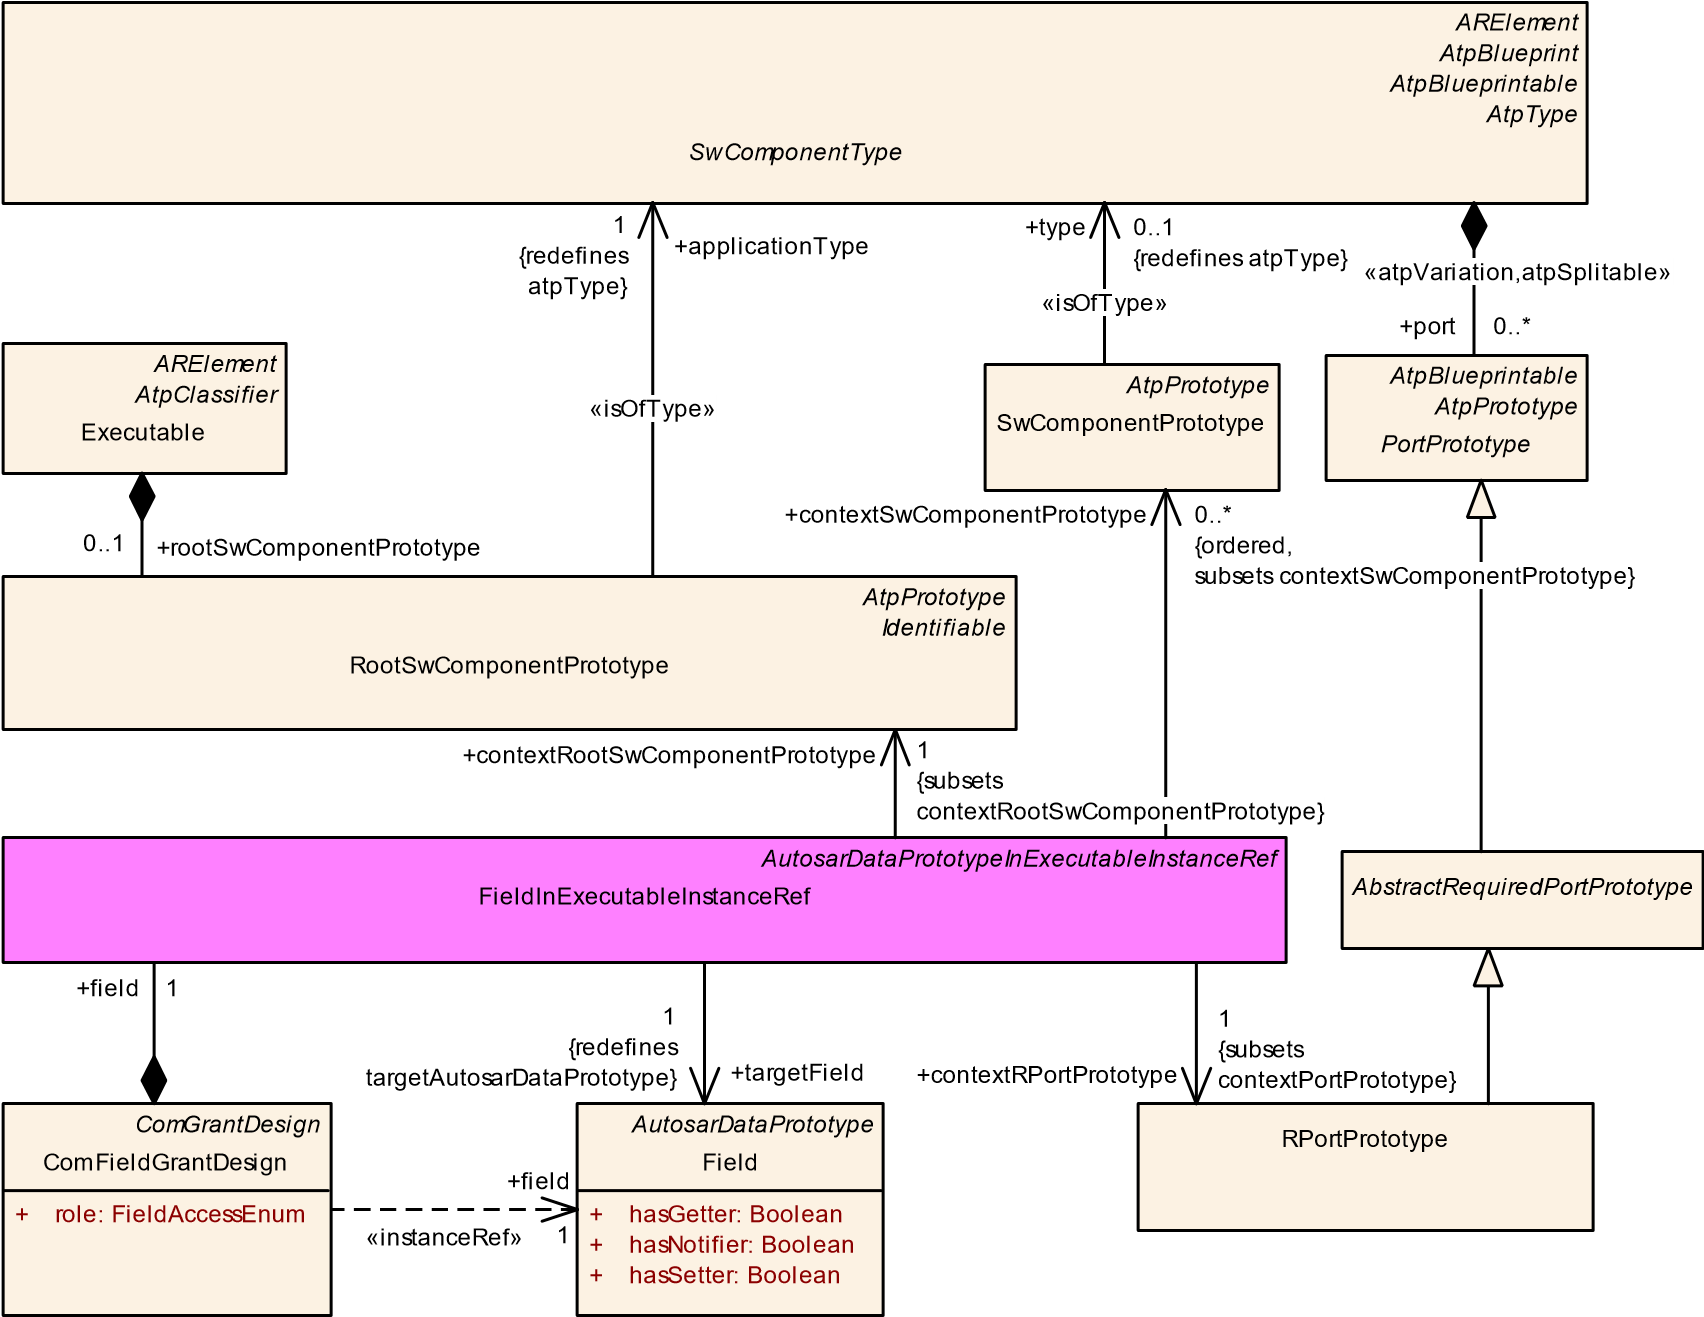 ARElement
AtpBlueprint
AtpBlueprintable
AtpType
SwComponentType
1
{redefines
atpType}
+applicationType
+type
0..1
{redefines atpType}
«atpVariation,atpSplitable»
«isOfType»
+port
0..*
ARElement
AtpClassifier
Executable
«isOfType»
AtpPrototype
SwComponentPrototype
AtpBlueprintable
AtpPrototype
PortPrototype
0..1
+rootSwComponentPrototype
+contextSwComponentPrototype
0..*
{ordered,
subsets contextSwComponentPrototype}
AtpPrototype
Identifiable
RootSwComponentPrototype
+contextRootSwComponentPrototype
1
{subsets
contextRootSwComponentPrototype}
AutosarDataPrototypeInExecutableInstanceRef
FieldInExecutableInstanceRef
AbstractRequiredPortPrototype
+field
1
1
{redefines
targetAutosarDataPrototype}
+targetField
+contextRPortPrototype
1
{subsets
contextPortPrototype}
ComGrantDesign
ComFieldGrantDesign
+ role: FieldAccessEnum
+field
«instanceRef»
1
AutosarDataPrototype
Field
+ hasGetter: Boolean
+ hasNotifier: Boolean
+ hasSetter: Boolean
RPortPrototype